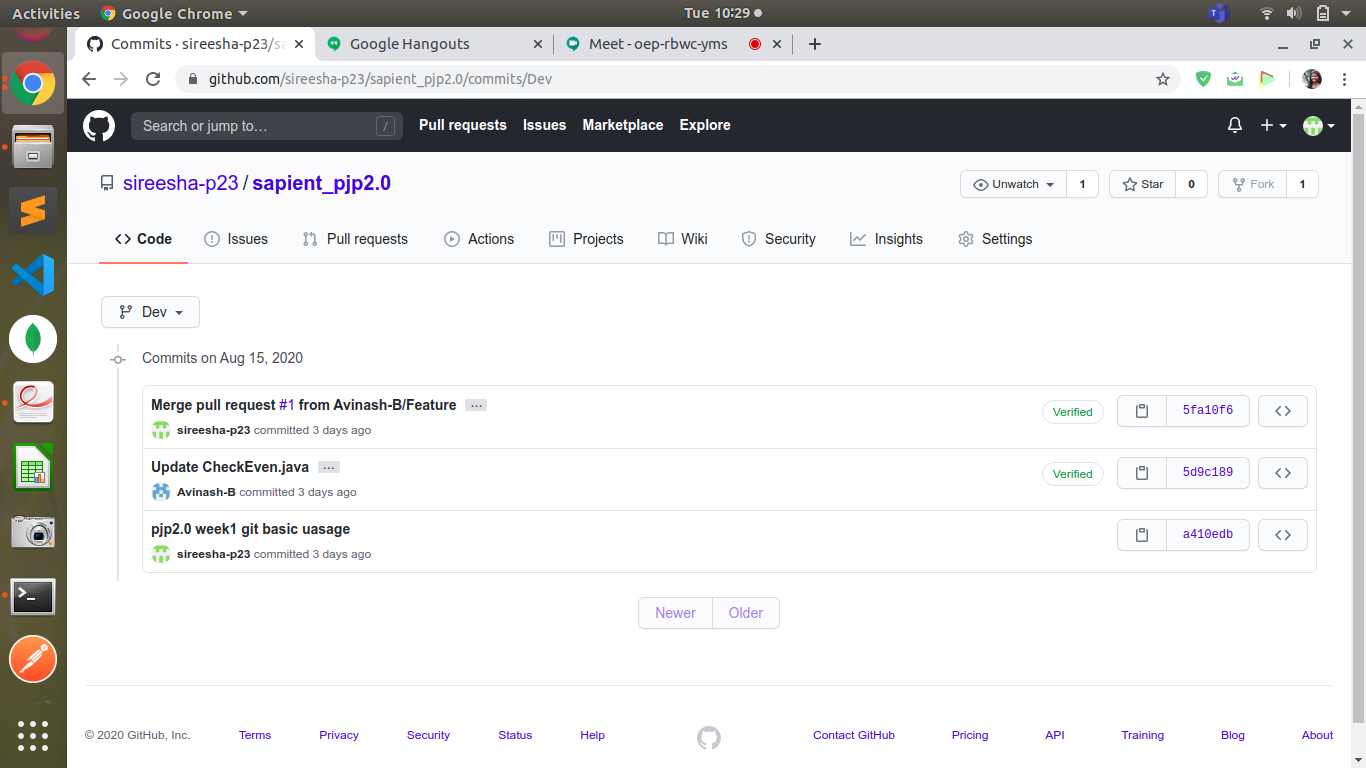 Activities Google Chrome Tue 10:29
Commits · sireesha-p23/sa Google Hangouts Meet - oep-rbwc-yms
github.com/sireesha-p23/sapient_pjp2.0/commits/Dev
Search or jump to… / Pull requests Issues Marketplace Explore
sireesha-p23 / sapient_pjp2.0 Unwatch 1 Star 0 Fork 1
Code Issues Pull requests Actions Projects Wiki Security Insights Settings
Dev
Commits on Aug 15, 2020
Merge pull request #1 from Avinash-B/Feature …
sireesha-p23 committed 3 days ago Verified 5fa10f6
Update CheckEven.java …
Avinash-B committed 3 days ago Verified 5d9c189
pjp2.0 week1 git basic uasage
sireesha-p23 committed 3 days ago a410edb
Newer Older
© 2020 GitHub, Inc. Terms Privacy Security Status Help Contact GitHub Pricing API Training Blog About